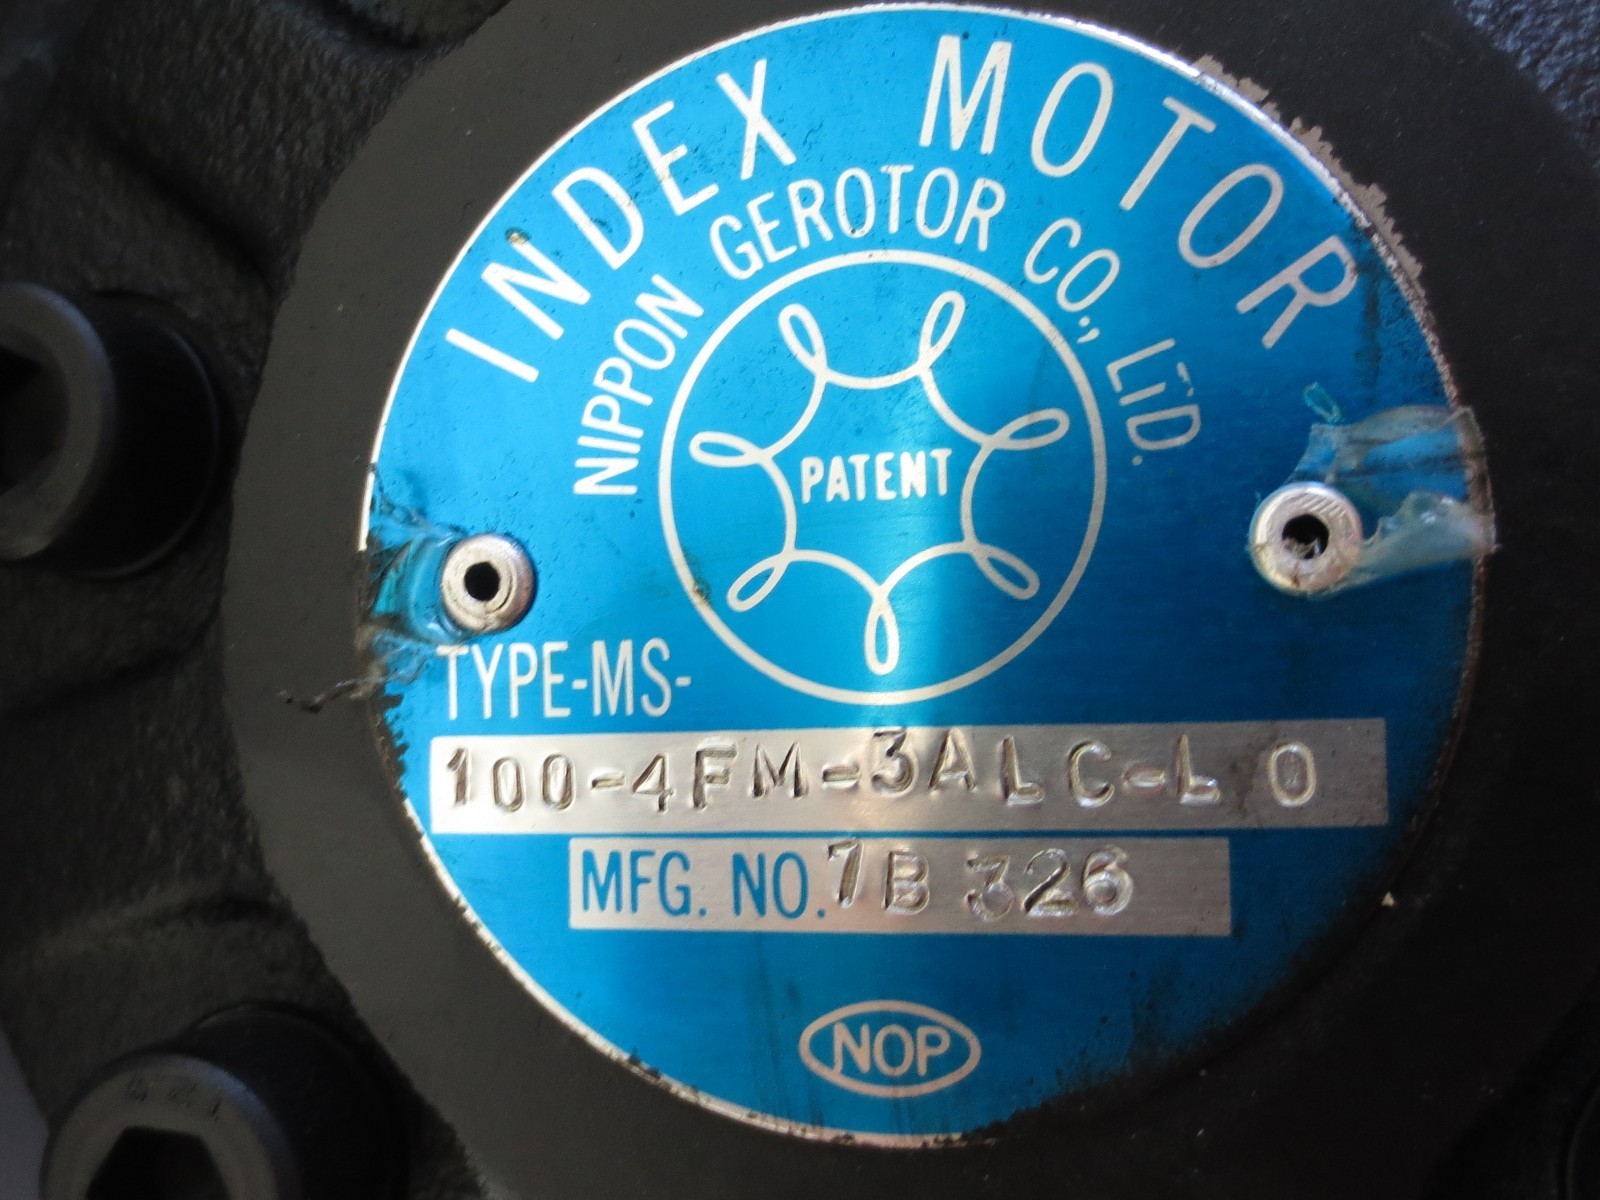 INDEX MOTOR
NIPPON GEROTOR CO., LTD.
PATENT
TYPE-MS-
100-4FM-3ALC-L0
MFG. NO. 7B 326
NOP